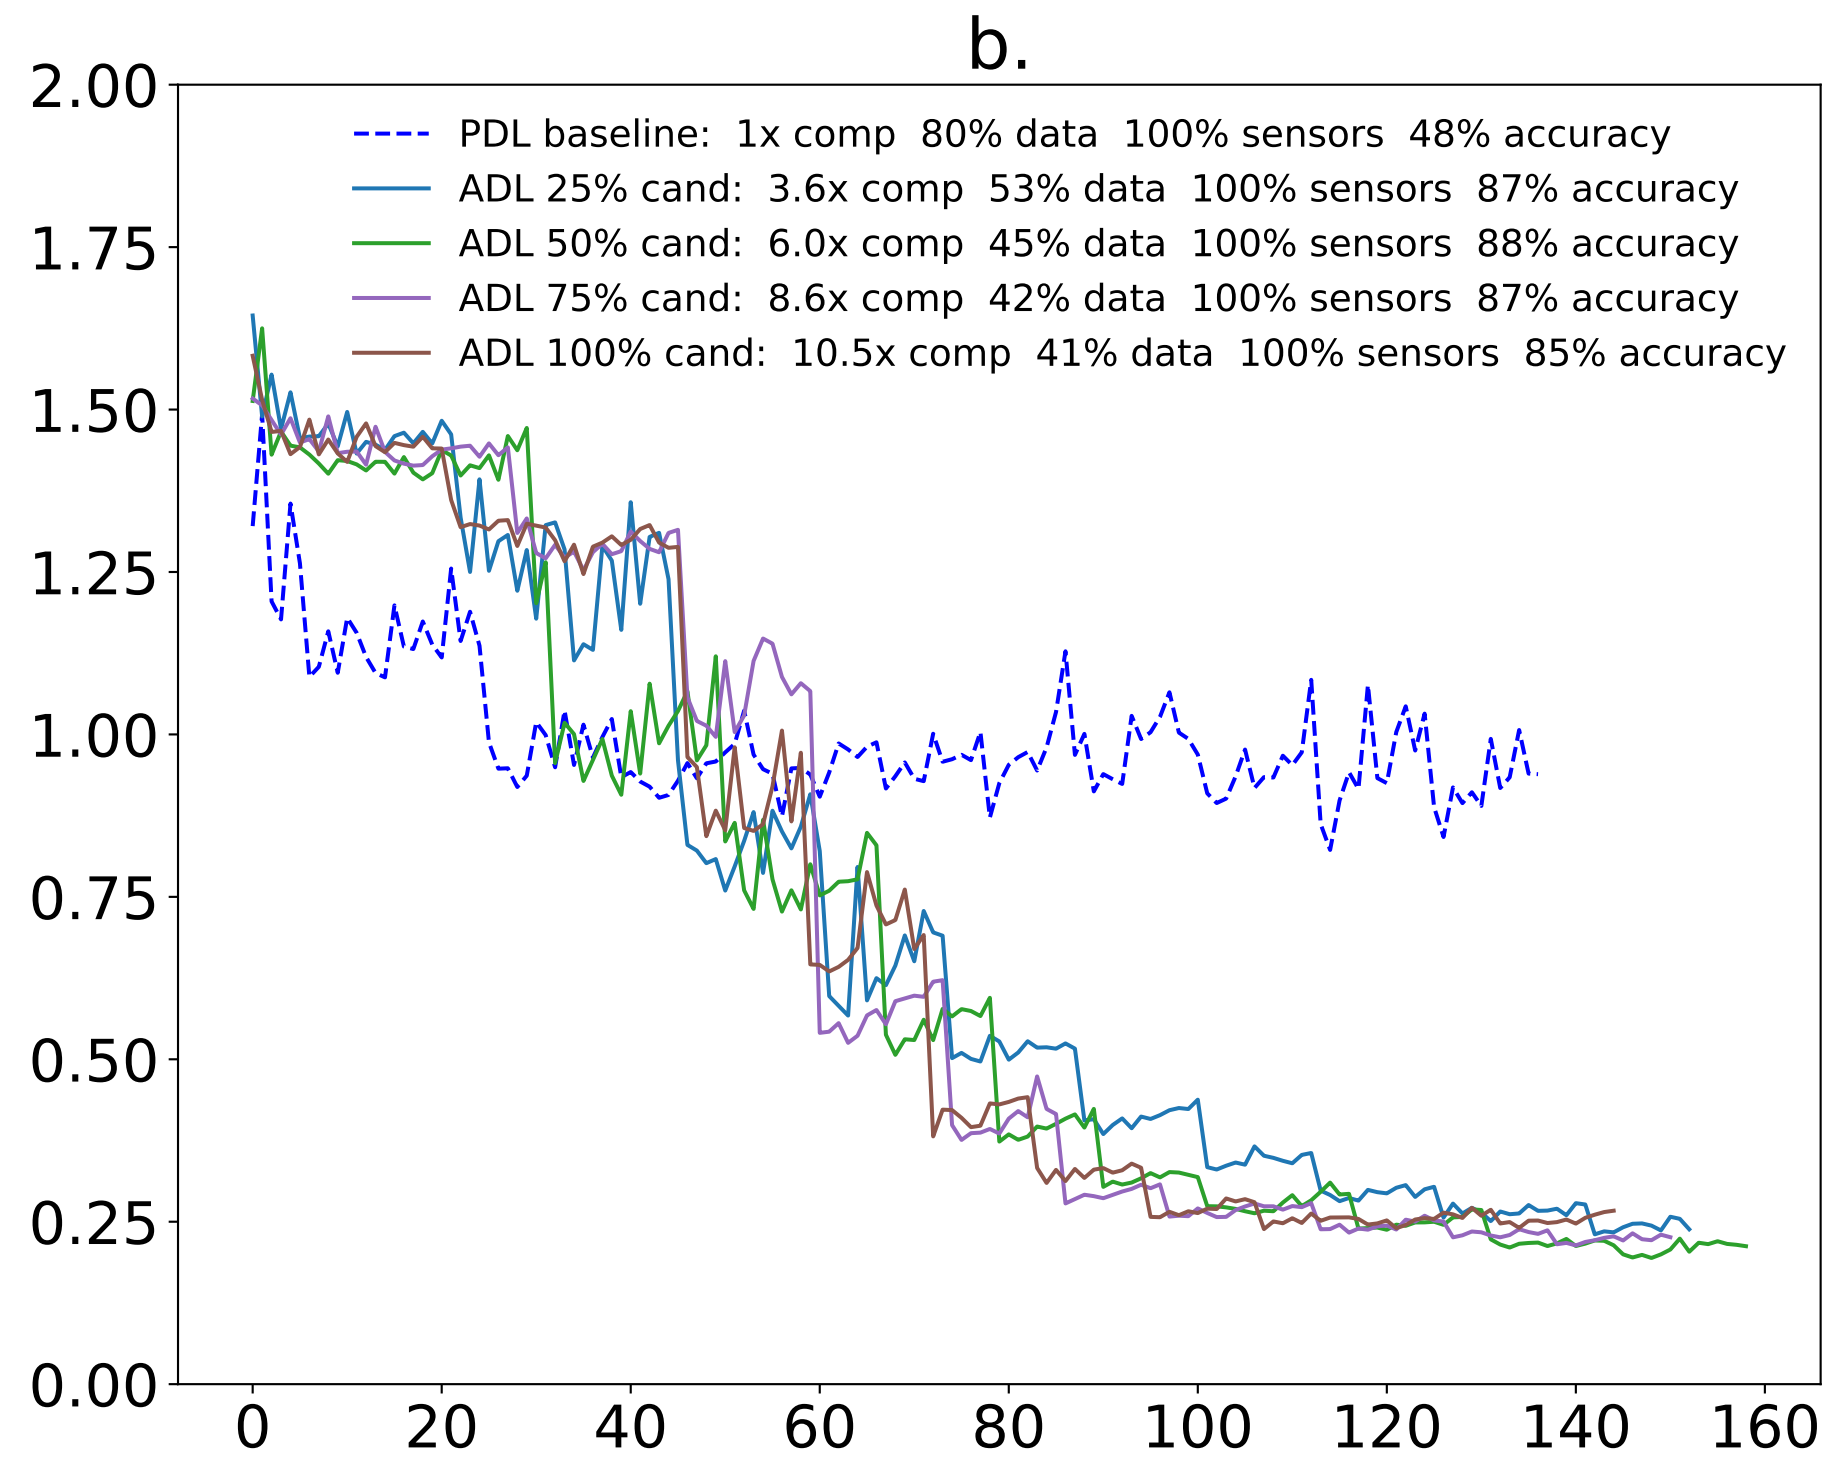 b.
2.00
1.75
1.50
1.25
1.00
0.75
0.50
0.25
0.00
PDL baseline: 1x comp 80% data 100% sensors 48% accuracy
ADL 25% cand: 3.6x comp 53% data 100% sensors 87% accuracy
ADL 50% cand: 6.0x comp 45% data 100% sensors 88% accuracy
ADL 75% cand: 8.6x comp 42% data 100% sensors 87% accuracy
ADL 100% cand: 10.5x comp 41% data 100% sensors 85% accuracy
0 20 40 60 80 100 120 140 160